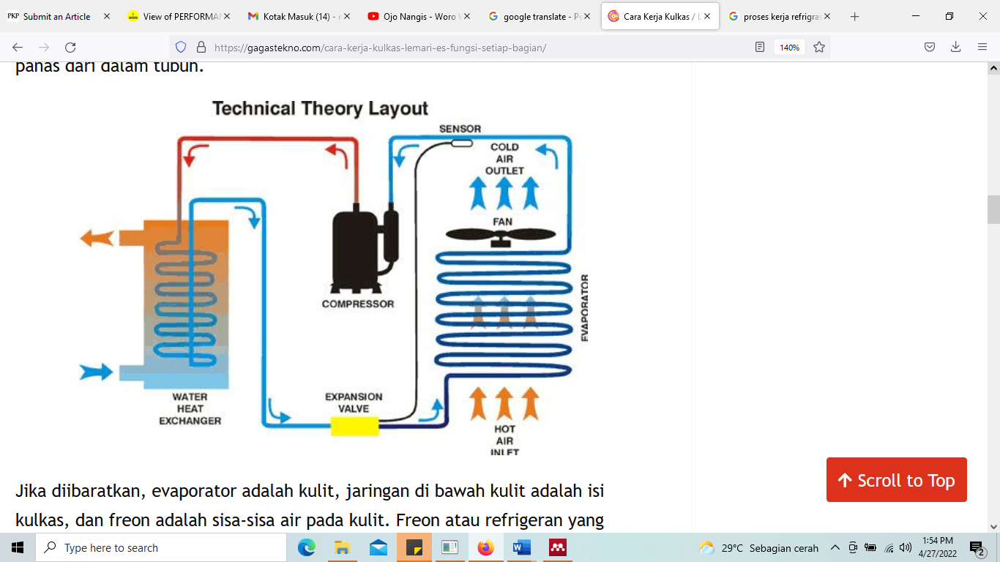 Submit an Article
View of PERFORMAN
Kotak Masuk (14) - r
Ojo Nangis - Woro W
google translate - Pe
Cara Kerja Kulkas / L
proses kerja refrigras
https://gagastekno.com/cara-kerja-kulkas-lemari-es-fungsi-setiap-bagian/
140%
panas dari dalam tubuh.
Technical Theory Layout
SENSOR
COLD
AIR
OUTLET
FAN
COMPRESSOR
EVAPORATOR
WATER
HEAT
EXCHANGER
EXPANSION
VALVE
HOT
AIR
INLET
Scroll to Top
Jika diibaratkan, evaporator adalah kulit, jaringan di bawah kulit adalah isi
kulkas, dan freon adalah sisa-sisa air pada kulit. Freon atau refrigeran yang
Type here to search
29°C Sebagian cerah
1:54 PM
4/27/2022
2